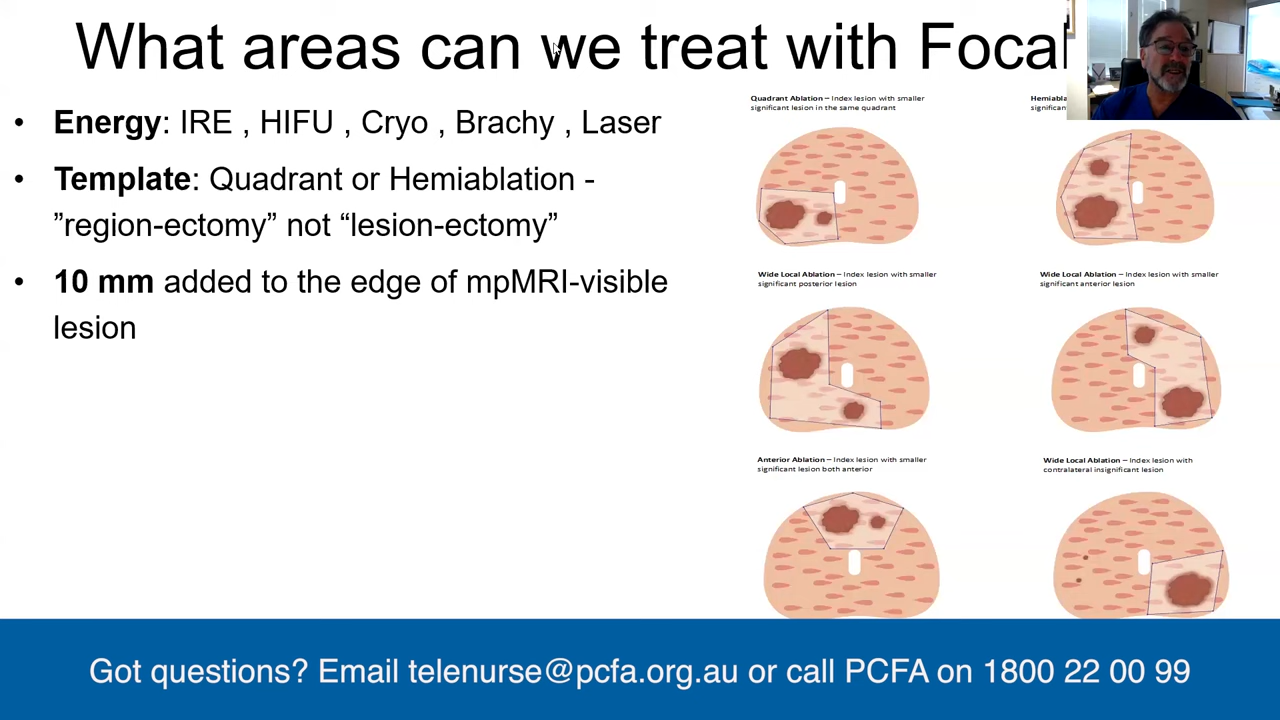 What areas can we treat with Focal
• Energy: IRE , HIFU , Cryo , Brachy , Laser
• Template: Quadrant or Hemiablation -
”region-ectomy” not “lesion-ectomy”
• 10 mm added to the edge of mpMRI-visible
lesion
Quadrant Ablation – Index lesion with smaller
significant lesion in the same quadrant
Wide Local Ablation – Index lesion with smaller
significant posterior lesion
Wide Local Ablation – Index lesion with smaller
significant anterior lesion
Anterior Ablation – Index lesion with smaller
significant lesion both anterior
Wide Local Ablation – Index lesion with
contralateral insignificant lesion
Got questions? Email telenurse@pcfa.org.au or call PCFA on 1800 22 00 99